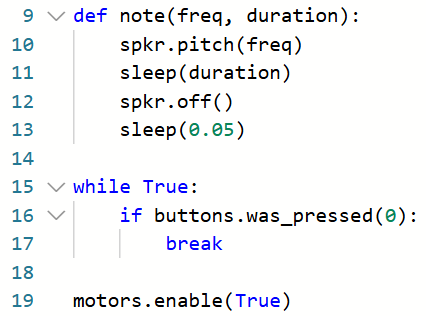 9 def note(freq, duration):
10     spkr.pitch(freq)
11     sleep(duration)
12     spkr.off()
13     sleep(0.05)
14
15 while True:
16     if buttons.was_pressed(0):
17         break
18
19 motors.enable(True)